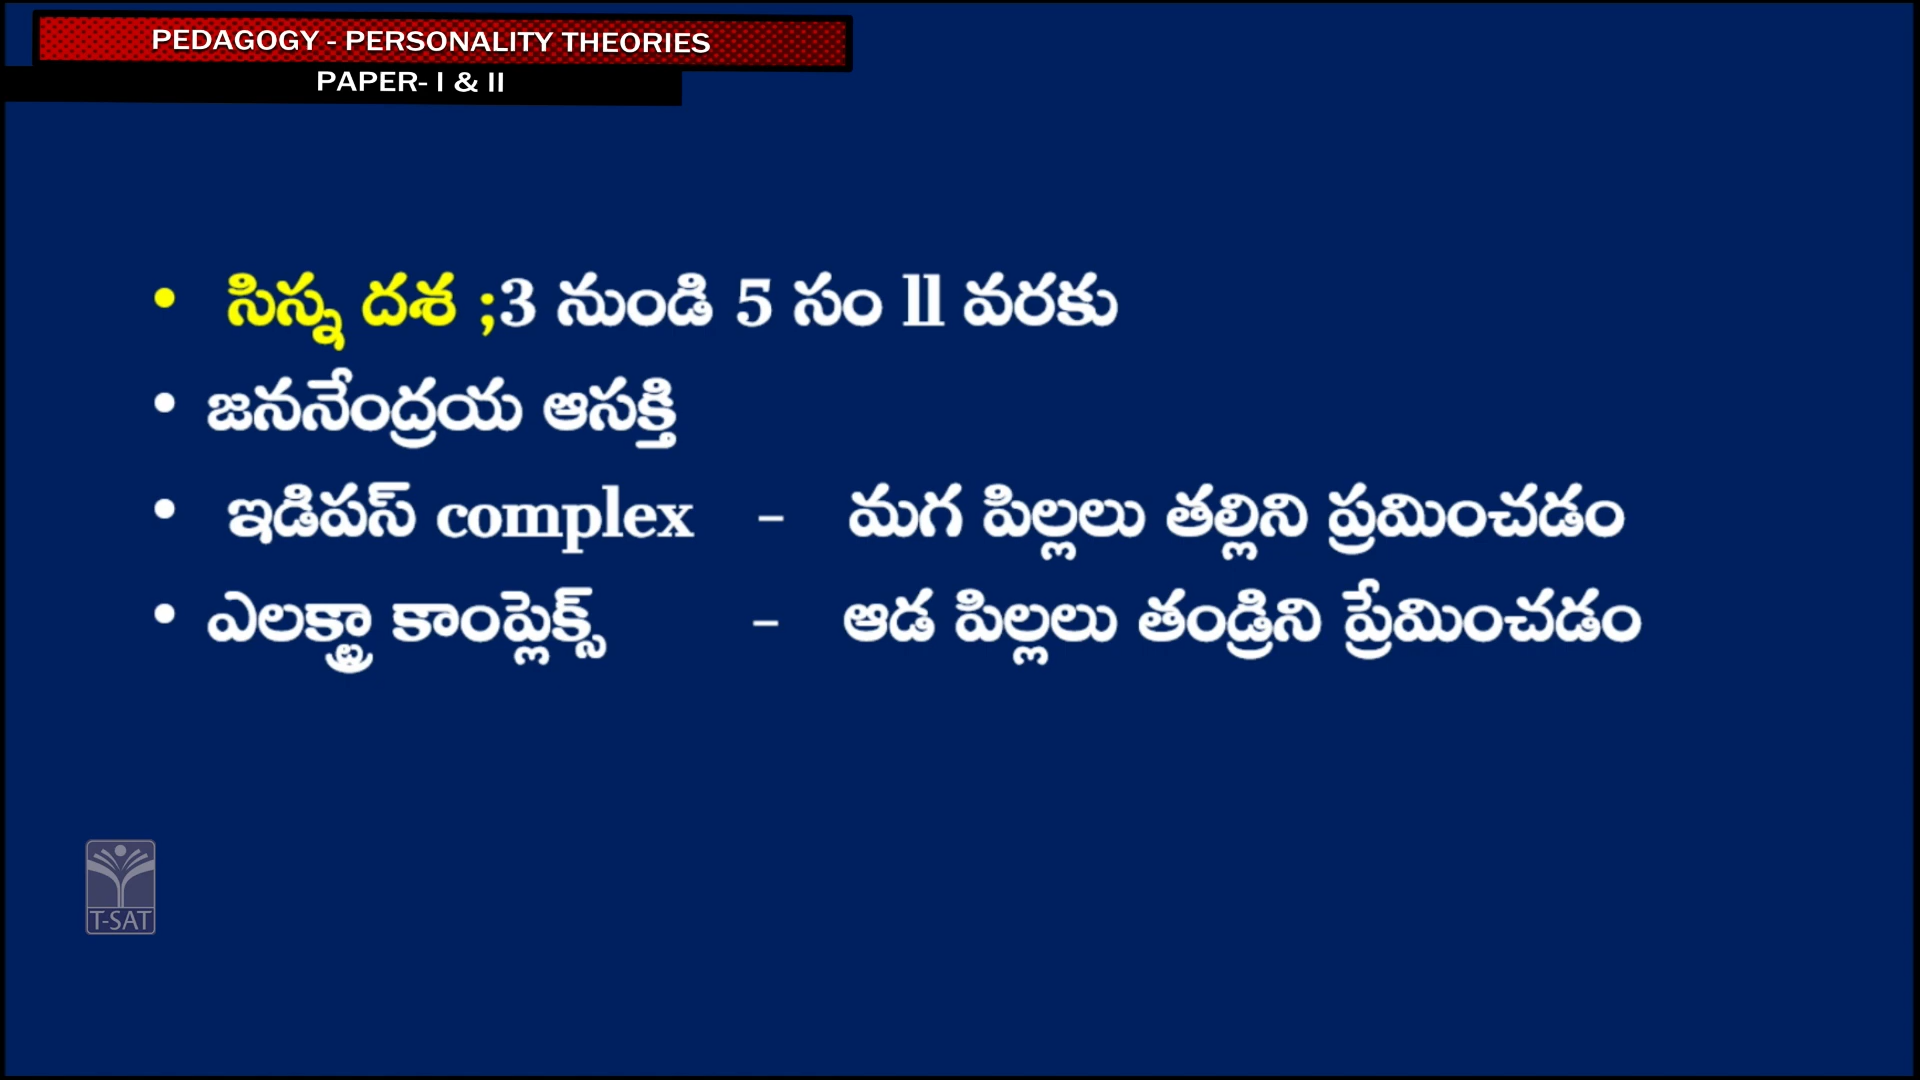 PEDAGOGY - PERSONALITY THEORIES
PAPER- I & II
• సిస్న దశ ;3 నుండి 5 సం ll వరకు
• జననేంద్రయ ఆసక్తి
• ఇడిపస్ complex – మగ పిల్లలు తల్లిని ప్రమించడం
• ఎలక్ట్రా కాంప్లెక్స్ – ఆడ పిల్లలు తండ్రిని ప్రేమించడం
T-SAT